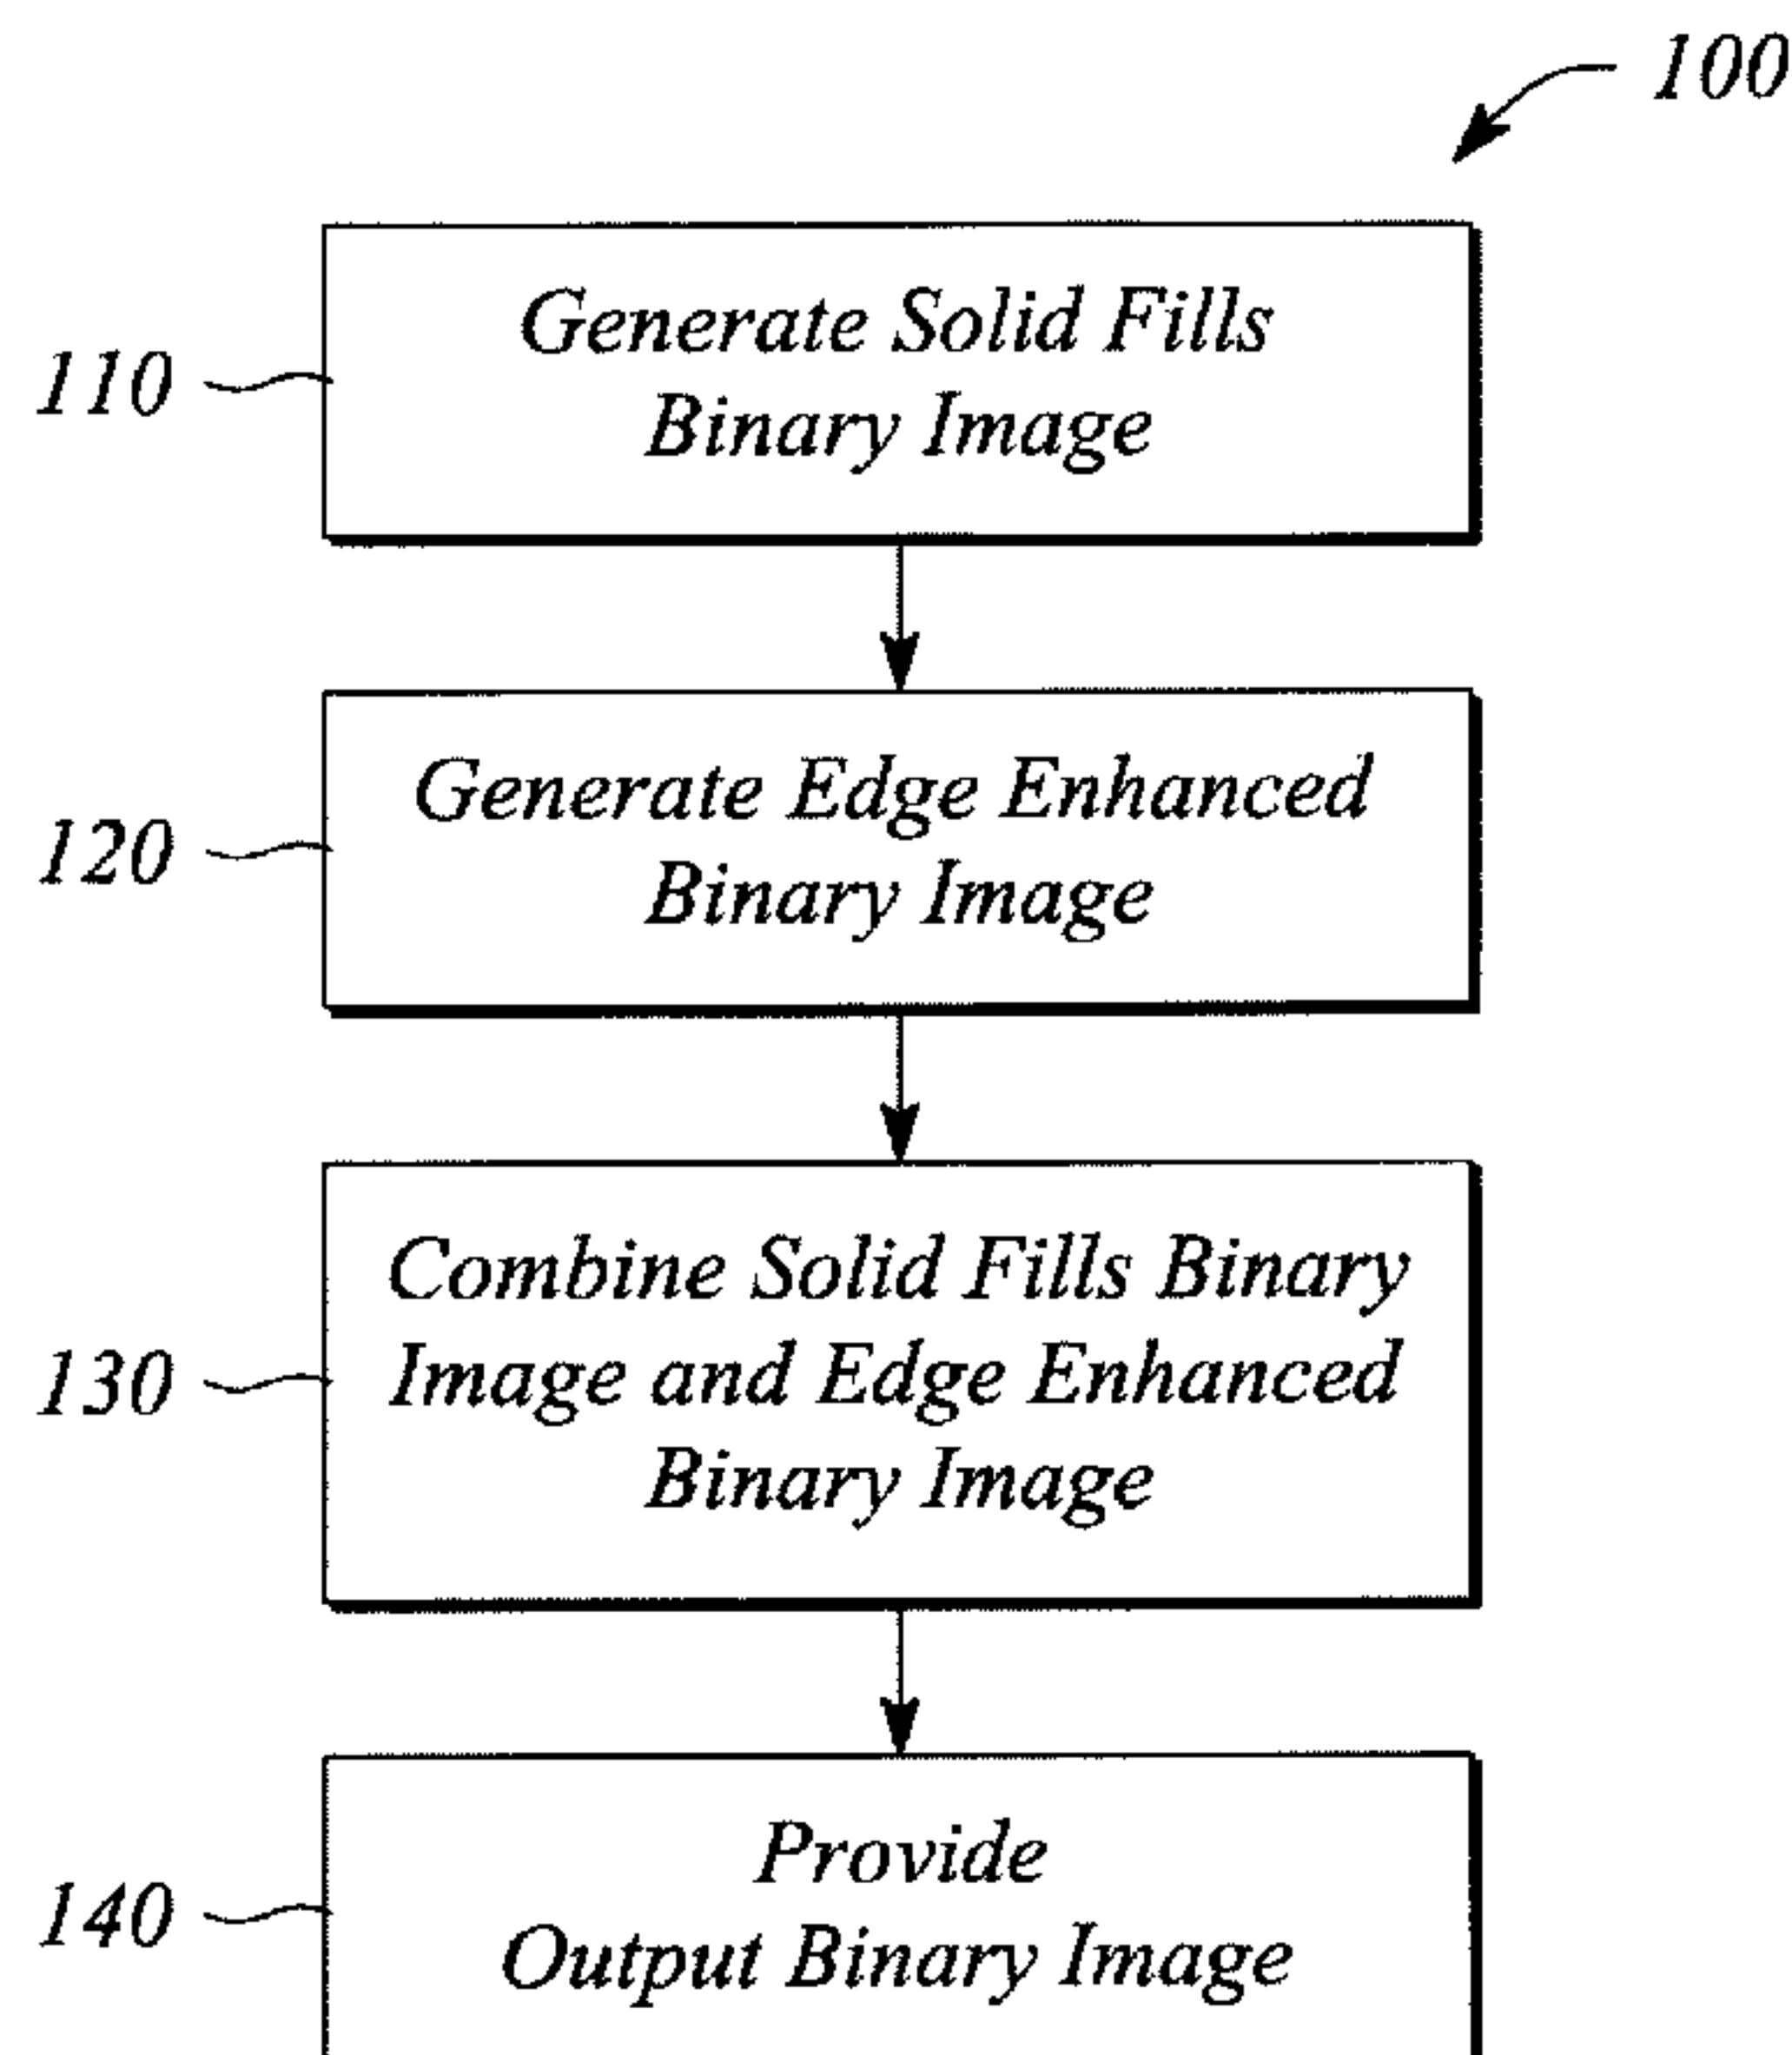 100
Generate Solid Fills
Binary Image
110
Generate Edge Enhanced
Binary Image
120
Combine Solid Fills Binary
Image and Edge Enhanced
Binary Image
130
Provide
Output Binary Image
140